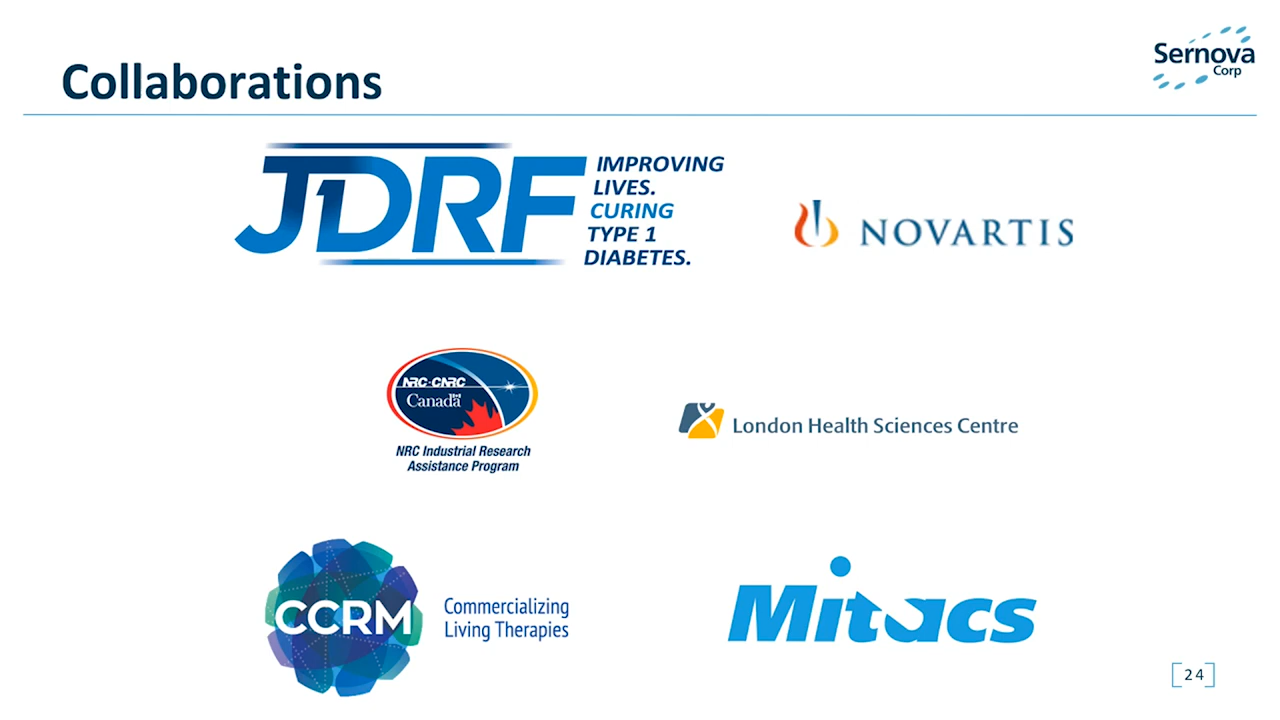 Collaborations
Sernova
Corp
JDRF
IMPROVING
LIVES.
CURING
TYPE 1
DIABETES.
NOVARTIS
NRC·CNRC
Canada
NRC Industrial Research
Assistance Program
London Health Sciences Centre
CCRM
Commercializing
Living Therapies
Mitacs
24